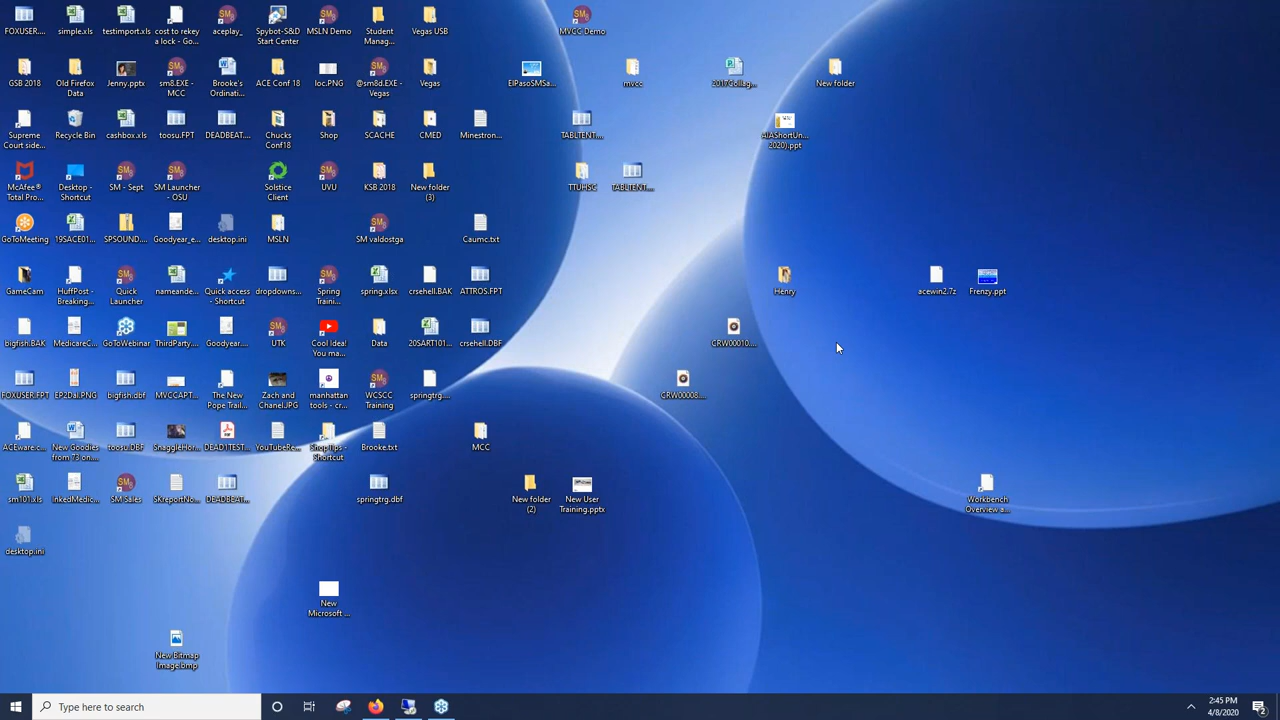 FOXUSER....
simple.xls
testimport.xls
cost to rekey
a lock - Go...
aceplay_
Spybot-S&D
Start Center
MSLN Demo
Student
Manag...
Vegas USB
MVCC Demo
GSB 2018
Old Firefox
Data
Jenny.pptx
sm8.EXE -
MCC
Brooke's
Ordinati...
ACE Conf 18
loc.PNG
@sm8d.EXE -
Vegas
Vegas
ElPasoSMSa...
mvcc
2017Collag...
New folder
Supreme
Court side...
Recycle Bin
cashbox.xls
toosu.FPT
DEADBEAT....
Chucks
Conf18
Shop
SCACHE
CMED
Minestron...
TABLTENT....
AIAShortUn...
2020).ppt
McAfee®
Total Pro...
Desktop -
Shortcut
SM - Sept
SM Launcher
- OSU
Solstice
Client
UVU
KSB 2018
New folder
(3)
TTUHSC
TABLTENT....
GoToMeeting
19SACE01...
SPSOUND....
Goodyear_e...
desktop.ini
MSLN
SM valdostga
Caumc.txt
GameCam
HuffPost -
Breaking...
Quick
Launcher
nameande...
Quick access
- Shortcut
dropdowns...
Spring
Traini...
spring.xlsx
crsehell.BAK
ATTROS.FPT
Henry
acewin2.7z
Frenzy.ppt
bigfish.BAK
MedicareC...
GoToWebinar
ThirdParty....
Goodyear....
UTK
Cool Idea!
You ma...
Data
20SART101...
crsehell.DBF
CRW00010....
FOXUSER.FPT
EP2Dal.PNG
bigfish.dbf
MVCCAPT...
The New
Pope Trail...
Zach and
Chanel.JPG
manhattan
tools - cr...
WCSCC
Training
springtrg....
CRW00008....
ACEware.c...
New Goodies
from 73 on....
toosu.DBF
ShaggleHor...
DEAD1TEST...
YouTubeRe...
ShopTips -
Shortcut
Brooke.txt
MCC
sm101.xls
InkedMedic...
SM Sales
SKreportNo...
DEADBEAT....
springtrg.dbf
New folder
(2)
New User
Training.pptx
Workbench
Overview a...
desktop.ini
New
Microsoft ...
New Bitmap
Image.bmp
Type here to search
2:45 PM
4/8/2020
2